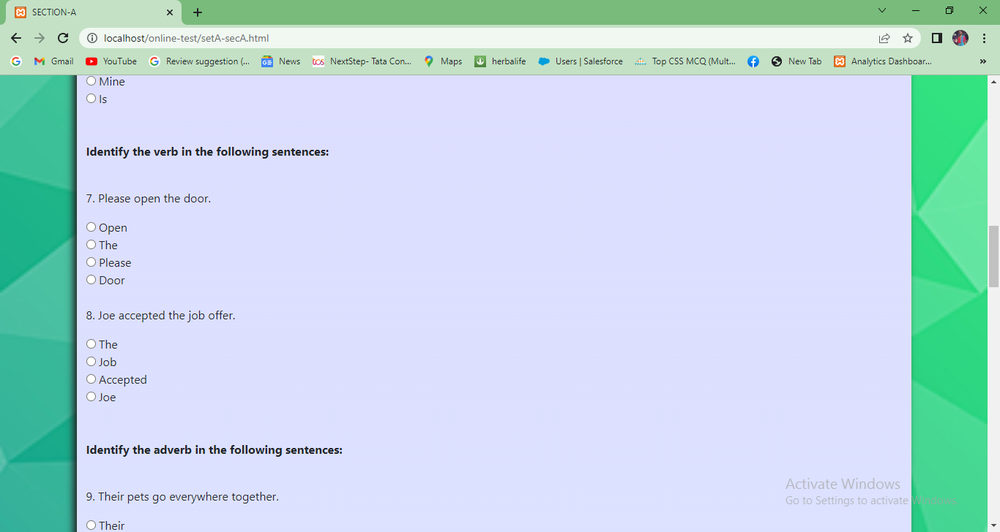 SECTION-A
localhost/online-test/setA-secA.html
Gmail YouTube Review suggestion (... News NextStep- Tata Con... Maps herbalife Users | Salesforce Top CSS MCQ (Mult... New Tab Analytics Dashboar... »
Mine
Is
Identify the verb in the following sentences:
7. Please open the door.
Open
The
Please
Door
8. Joe accepted the job offer.
The
Job
Accepted
Joe
Identify the adverb in the following sentences:
9. Their pets go everywhere together.
Their
Activate Windows
Go to Settings to activate Windows.